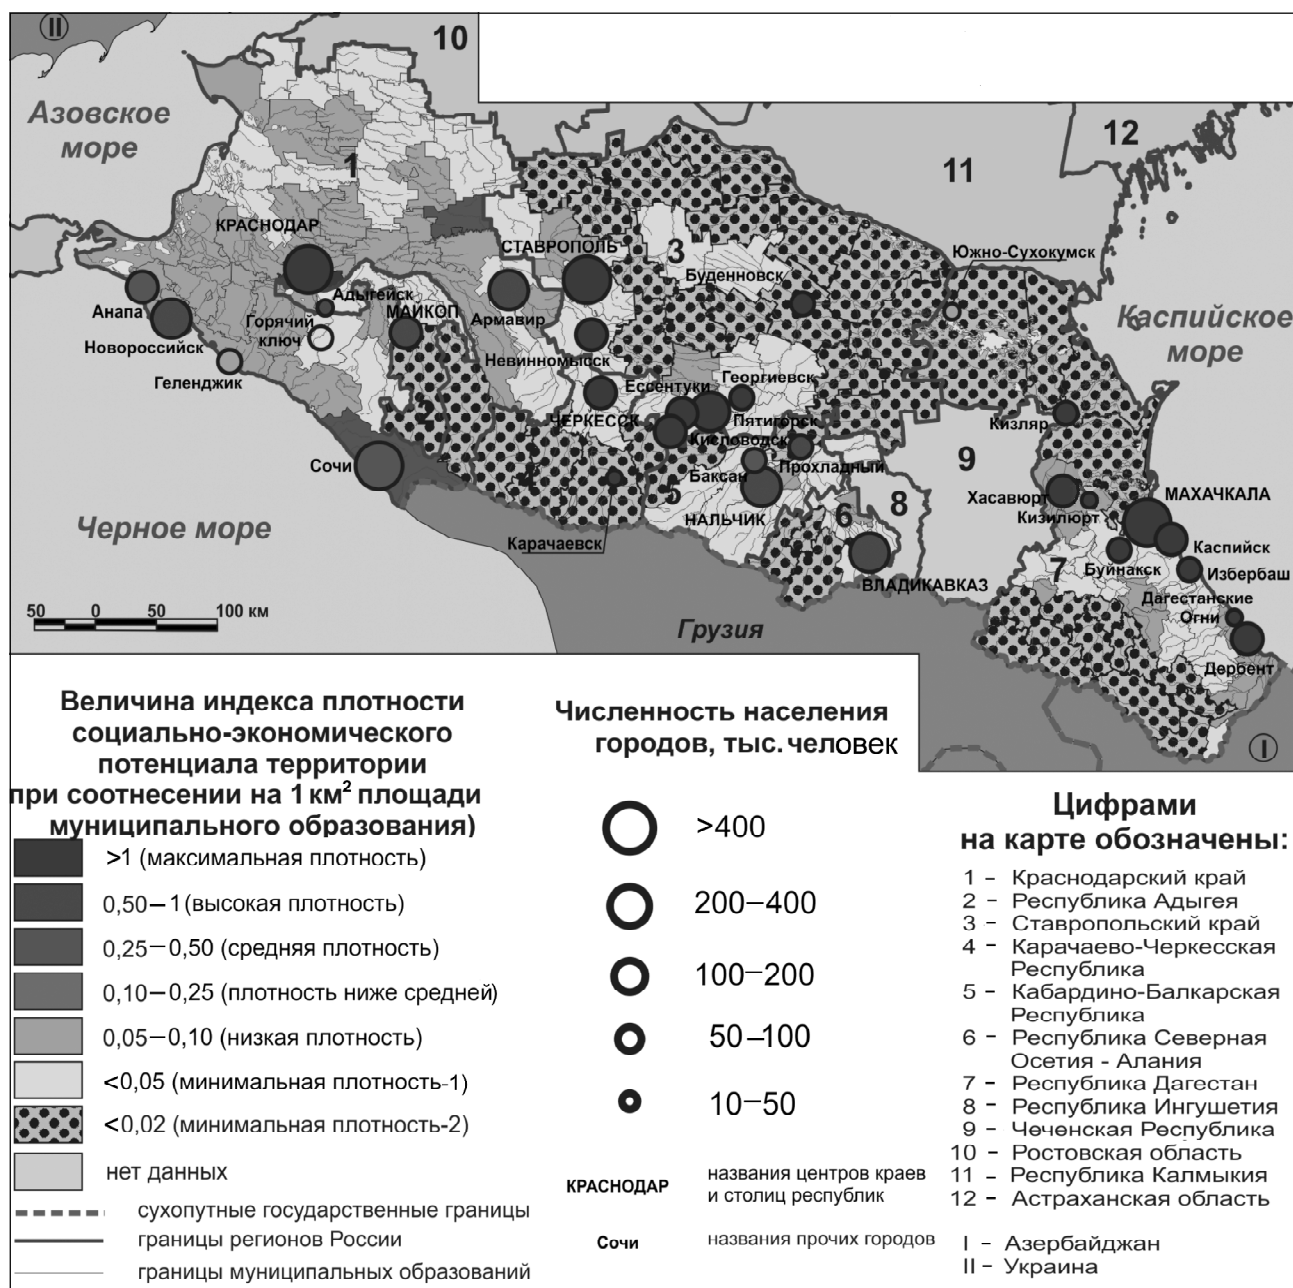 II
10
Азовское
море
12
1
11
КРАСНОДАР
СТАВРОПОЛЬ
3
Южно-Сухокумск
Буденновск
Адыгейск
Анапа
Горячий
ключ
МАЙКОП
Армавир
Каспийское
море
Новороссийск
Невинномысск
Геленджик
Ессентуки
Георгиевск
2
ЧЕРКЕССК
Пятигорск
Кизляр
Кисловодск
Сочи
Прохладный
9
4
Баксан
5
Хасавюрт
МАХАЧКАЛА
8
Кизилюрт
6
НАЛЬЧИК
Черное море
Карачаевск
Каспийск
Буйнакск
7
Избербаш
ВЛАДИКАВКАЗ
Дагестанские
Огни
50 0 50 100 км
Грузия
Дербент
I
Величина индекса плотности
социально-экономического
потенциала территории
при соотнесении на 1 км² площади
муниципального образования)
>1 (максимальная плотность)
0,50–1 (высокая плотность)
0,25–0,50 (средняя плотность)
0,10–0,25 (плотность ниже средней)
0,05–0,10 (низкая плотность)
<0,05 (минимальная плотность-1)
<0,02 (минимальная плотность-2)
нет данных
сухопутные государственные границы
границы регионов России
границы муниципальных образований
Численность населения
городов, тыс. человек
>400
200–400
100–200
50–100
10–50
КРАСНОДАР названия центров краев
и столиц республик
Сочи названия прочих городов
Цифрами
на карте обозначены:
1 – Краснодарский край
2 – Республика Адыгея
3 – Ставропольский край
4 – Карачаево-Черкесская
Республика
5 – Кабардино-Балкарская
Республика
6 – Республика Северная
Осетия - Алания
7 – Республика Дагестан
8 – Республика Ингушетия
9 – Чеченская Республика
10 – Ростовская область
11 – Республика Калмыкия
12 – Астраханская область
I – Азербайджан
II – Украина